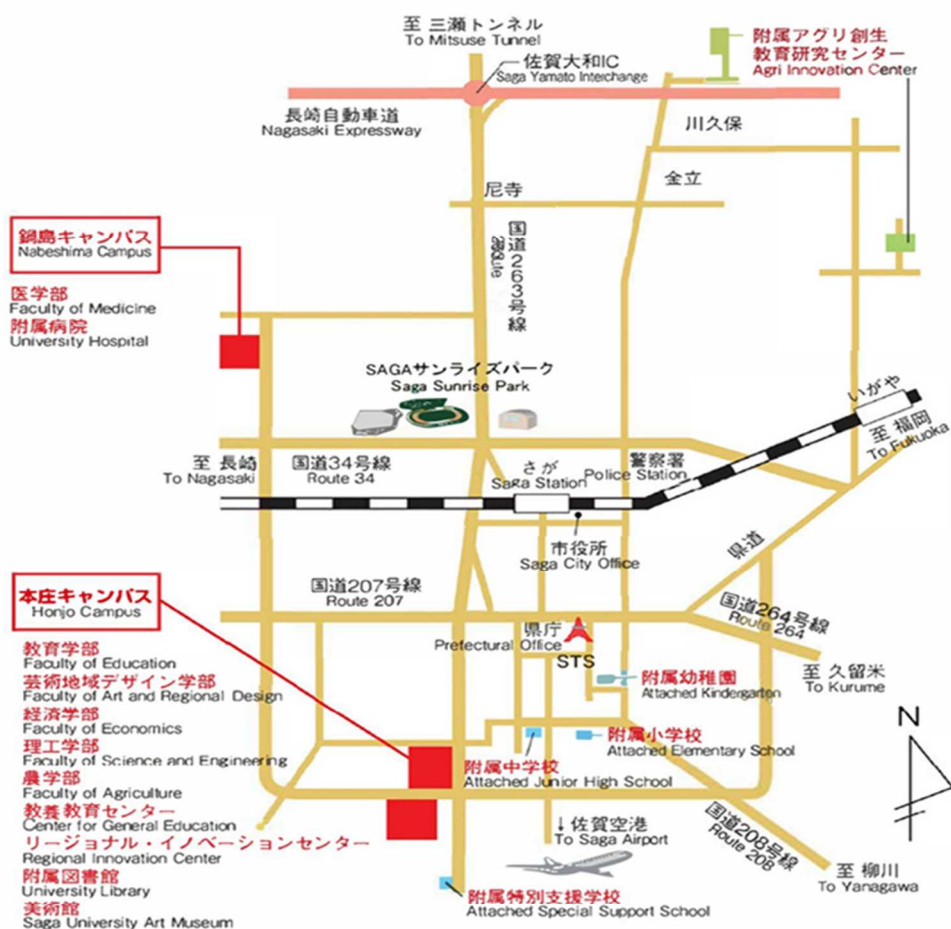 至 三瀬トンネル
To Mitsuse Tunnel
佐賀大和IC
Saga Yamato Interchange
附属アグリ創生
教育研究センター
Agri Innovation Center
長崎自動車道
Nagasaki Expressway
川久保
金立
尼寺
国道263号線
鍋島キャンパス
Nabeshima Campus
医学部
Faculty of Medicine
附属病院
University Hospital
SAGAサンライズパーク
Saga Sunrise Park
いがや
至 福岡
To Fukuoka
至 長崎
To Nagasaki
国道34号線
Route 34
さが
Saga Station
警察署
Police Station
市役所
Saga City Office
県道
国道207号線
Route 207
国道264号線
Route 264
県庁
Prefectural Office
STS
至 久留米
To Kurume
本庄キャンパス
Honjo Campus
教育学部
Faculty of Education
芸術地域デザイン学部
Faculty of Art and Regional Design
経済学部
Faculty of Economics
理工学部
Faculty of Science and Engineering
農学部
Faculty of Agriculture
教養教育センター
Center for General Education
リージョナル・イノベーションセンター
Regional Innovation Center
附属図書館
University Library
美術館
Saga University Art Museum
附属幼稚園
Attached Kindergarten
附属小学校
Attached Elementary School
附属中学校
Attached Junior High School
N
↓佐賀空港
To Saga Airport
国道208号線
Route 208
至 柳川
To Yanagawa
附属特別支援学校
Attached Special Support School